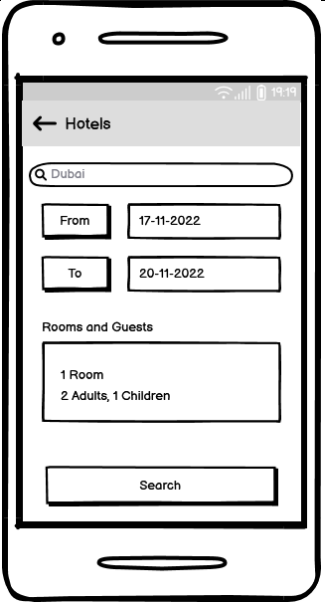 19:19
Hotels
Dubai
From 17-11-2022
To 20-11-2022
Rooms and Guests
1 Room
2 Adults, 1 Children
Search